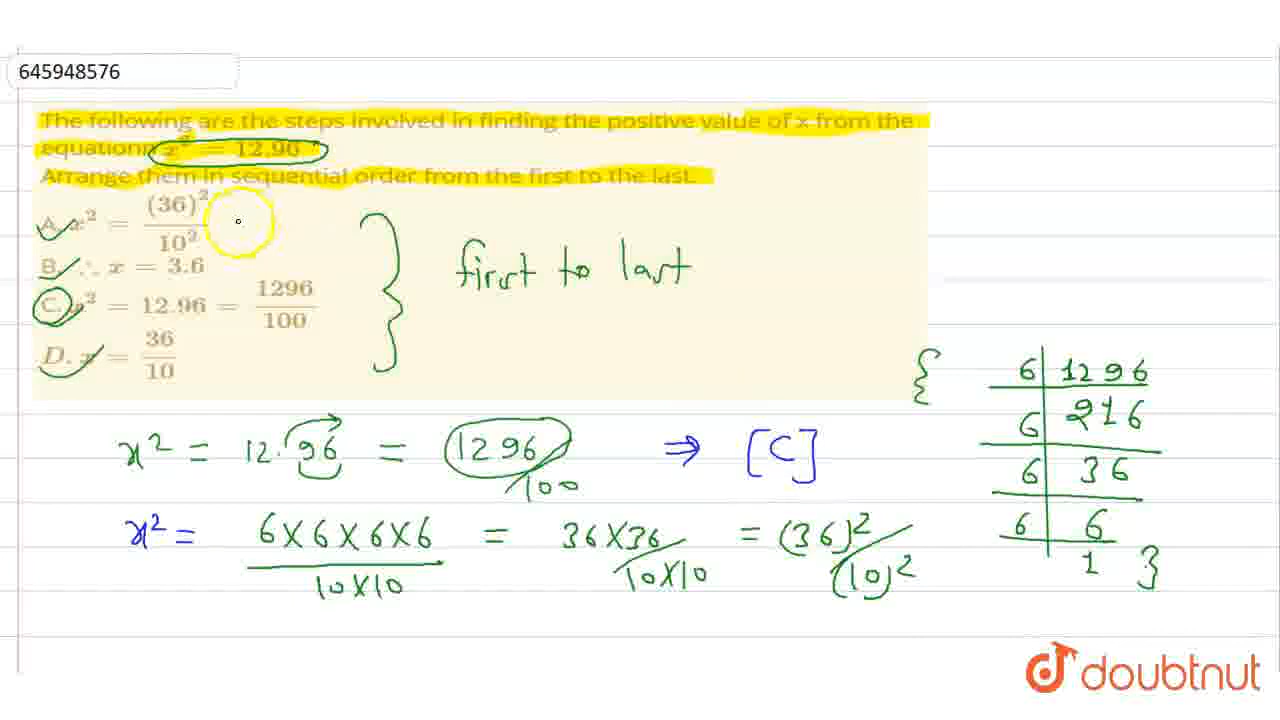 645948576
The following are the steps involved in finding the positive value of x from the
equationn x² = 12.96
Arrange them in sequential order from the first to the last.
A. x² = (36)²/10²
B. ∴ x = 3.6
C. x² = 12.96 = 1296/100
D. x = 36/10
first to last
x² = 12.96 = 1296/100 ⇒ [C]
x² = 6×6×6×6/10×10 = 36×36/10×10 = (36)²/(10)²
{ 6 | 1296
6 | 216
6 | 36
6 | 6
1 }
doubtnut